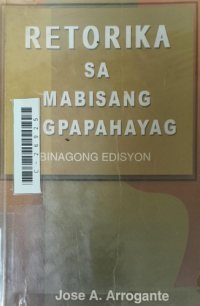 RETORIKA
SA
MABISANG
GPAPAHAYAG
BINAGONG EDISYON
Jose A. Arrogante